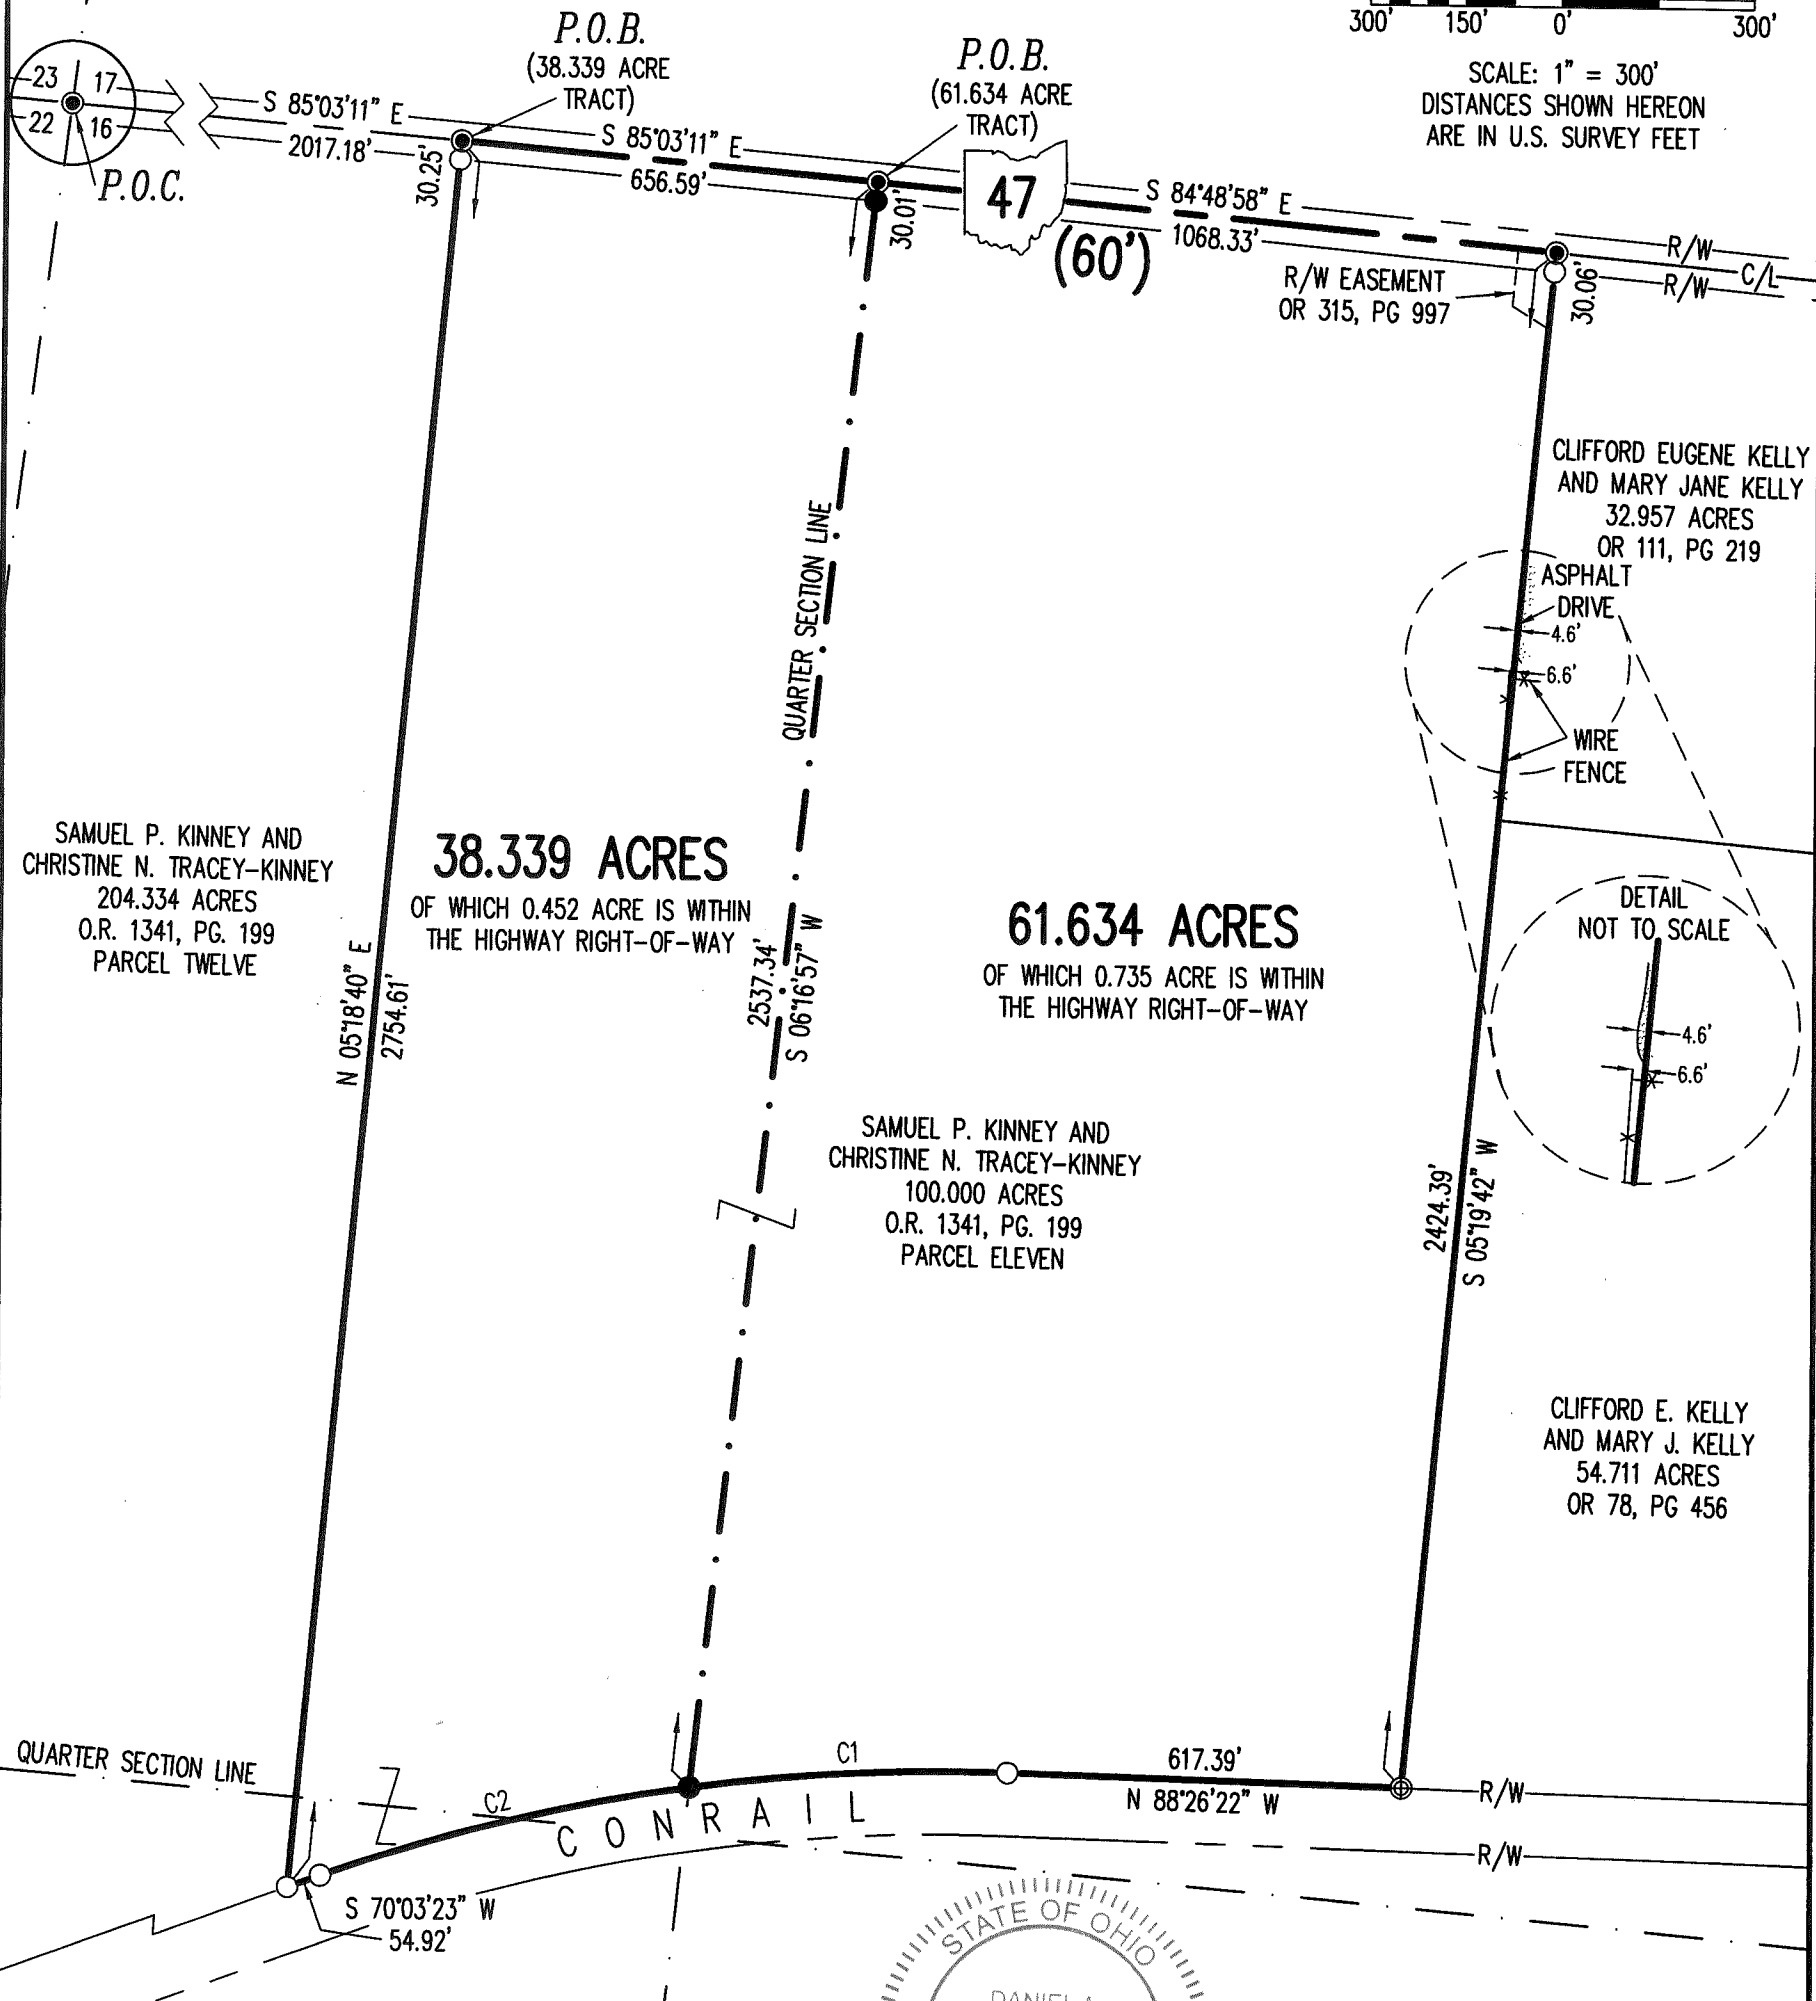 300' 150' 0' 300'
SCALE: 1" = 300'
DISTANCES SHOWN HEREON
ARE IN U.S. SURVEY FEET
P.O.B.
(38.339 ACRE
TRACT)
P.O.B.
(61.634 ACRE
TRACT)
23 17
22 16
P.O.C.
S 85°03'11" E
2017.18'
30.25'
S 85°03'11" E
656.59'
30.01'
47
(60')
S 84°48'58" E
1068.33'
R/W
C/L
R/W
30.06'
R/W EASEMENT
OR 315, PG 997
CLIFFORD EUGENE KELLY
AND MARY JANE KELLY
32.957 ACRES
OR 111, PG 219
ASPHALT
DRIVE
4.6'
6.6'
WIRE
FENCE
QUARTER SECTION LINE
SAMUEL P. KINNEY AND
CHRISTINE N. TRACEY-KINNEY
204.334 ACRES
O.R. 1341, PG. 199
PARCEL TWELVE
N 05°18'40" E
2754.61'
38.339 ACRES
OF WHICH 0.452 ACRE IS WITHIN
THE HIGHWAY RIGHT-OF-WAY
2537.34'
S 06°16'57" W
61.634 ACRES
OF WHICH 0.735 ACRE IS WITHIN
THE HIGHWAY RIGHT-OF-WAY
DETAIL
NOT TO SCALE
4.6'
6.6'
SAMUEL P. KINNEY AND
CHRISTINE N. TRACEY-KINNEY
100.000 ACRES
O.R. 1341, PG. 199
PARCEL ELEVEN
2424.39'
S 05°19'42" W
CLIFFORD E. KELLY
AND MARY J. KELLY
54.711 ACRES
OR 78, PG 456
QUARTER SECTION LINE
C2
C1
617.39'
N 88°26'22" W
CONRAIL
R/W
R/W
S 70°03'23" W
54.92'
STATE OF OHIO